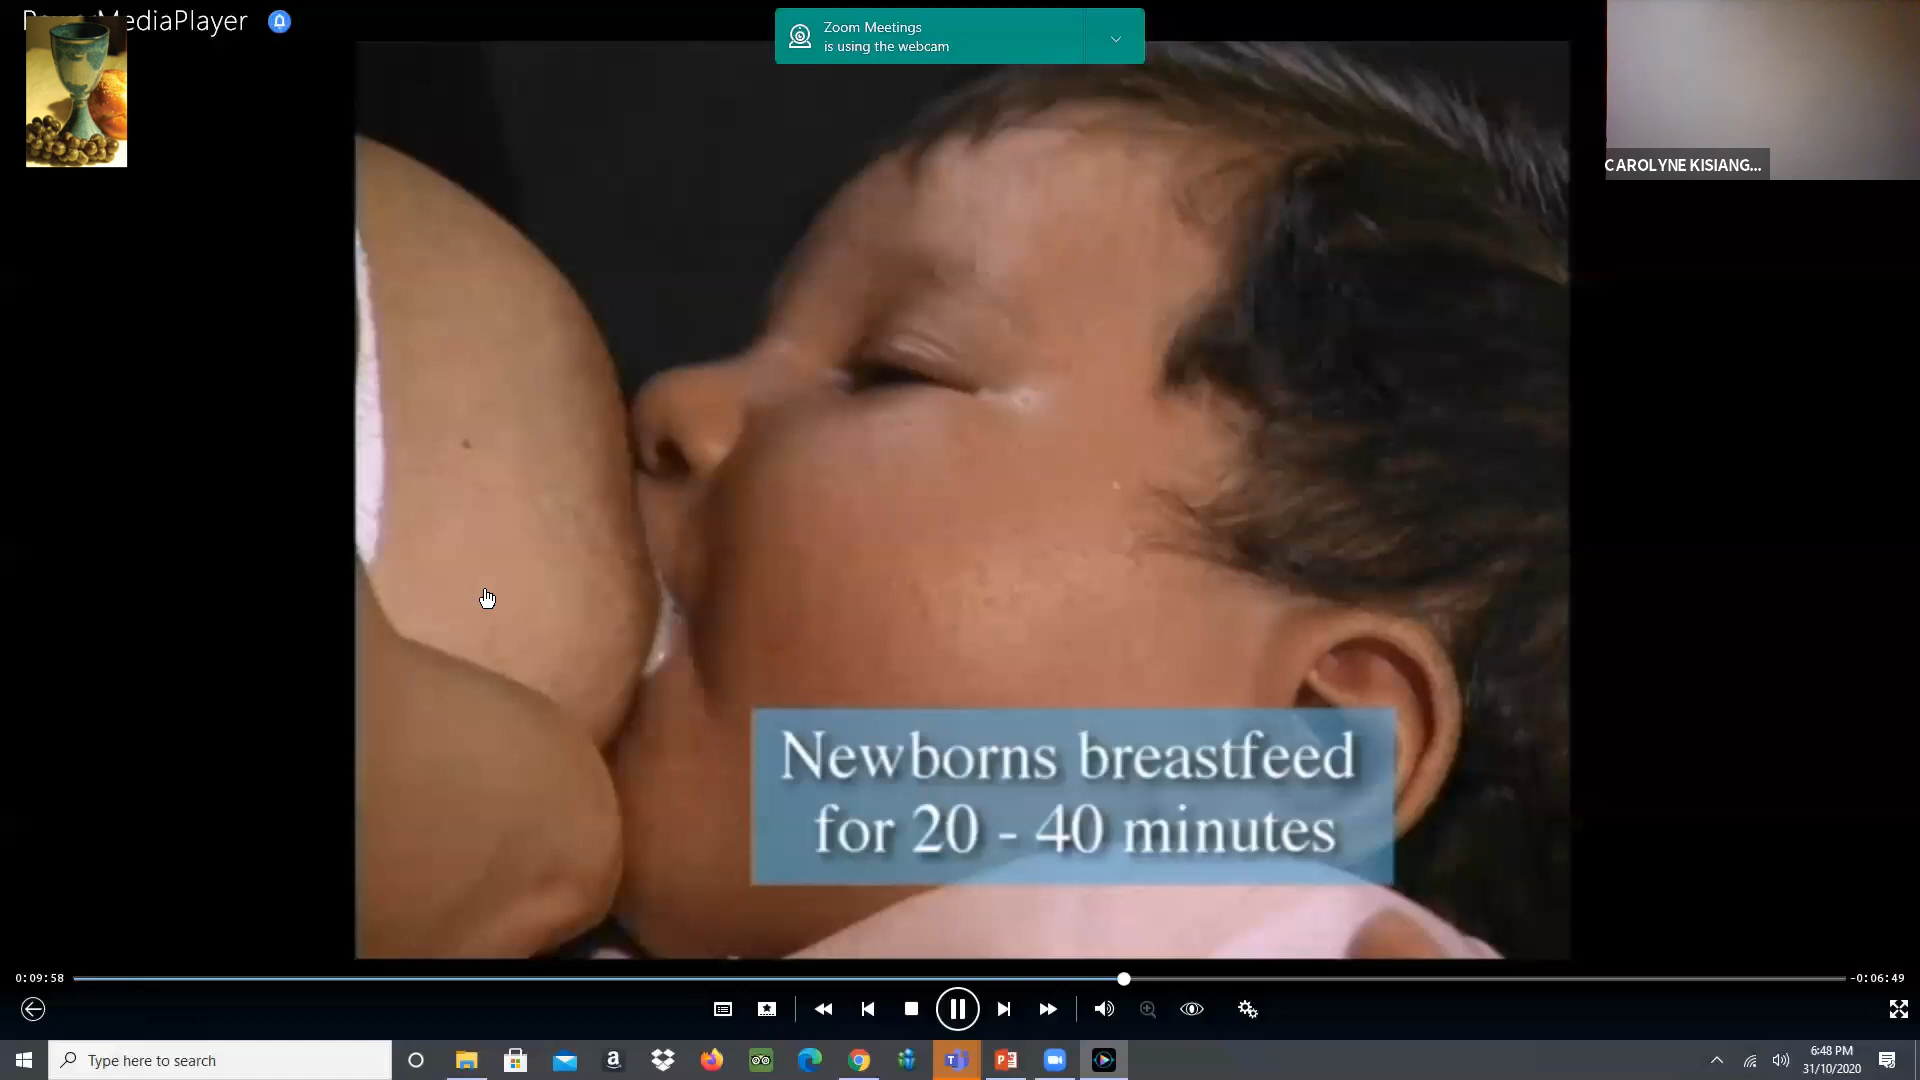 PowerMediaPlayer
Zoom Meetings
is using the webcam
CAROLYNE KISIANG...
Newborns breastfeed
for 20 - 40 minutes
0:09:58
-0:06:49
Type here to search
6:48 PM
31/10/2020